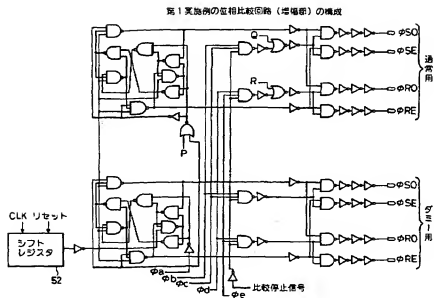 第1実施例の位相比較回路（増幅部）の構成
Q
φSO
φSE
R
φRO
φRE
通常用
P
φSO
φSE
φRO
φRE
ダミー用
CLK リセット
シフト
レジスタ
52
φa
φb
φc
φd
φe
比較停止信号